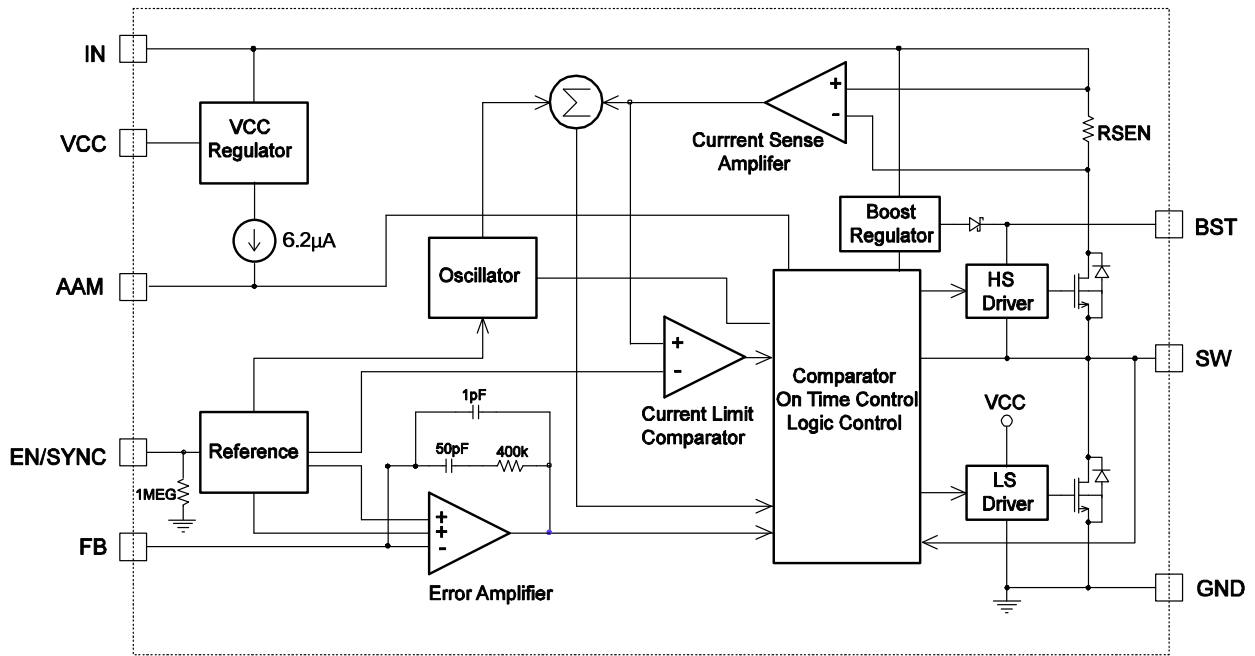 IN
VCC
VCC
Regulator
6.2µA
AAM
EN/SYNC
1MEG
FB
Reference
Oscillator
Σ
+
-
Currrent Sense
Amplifer
RSEN
Boost
Regulator
BST
HS
Driver
SW
+
-
Current Limit
Comparator
Comparator
On Time Control
Logic Control
VCC
LS
Driver
GND
1pF
50pF
400k
+
+
-
Error Amplifier